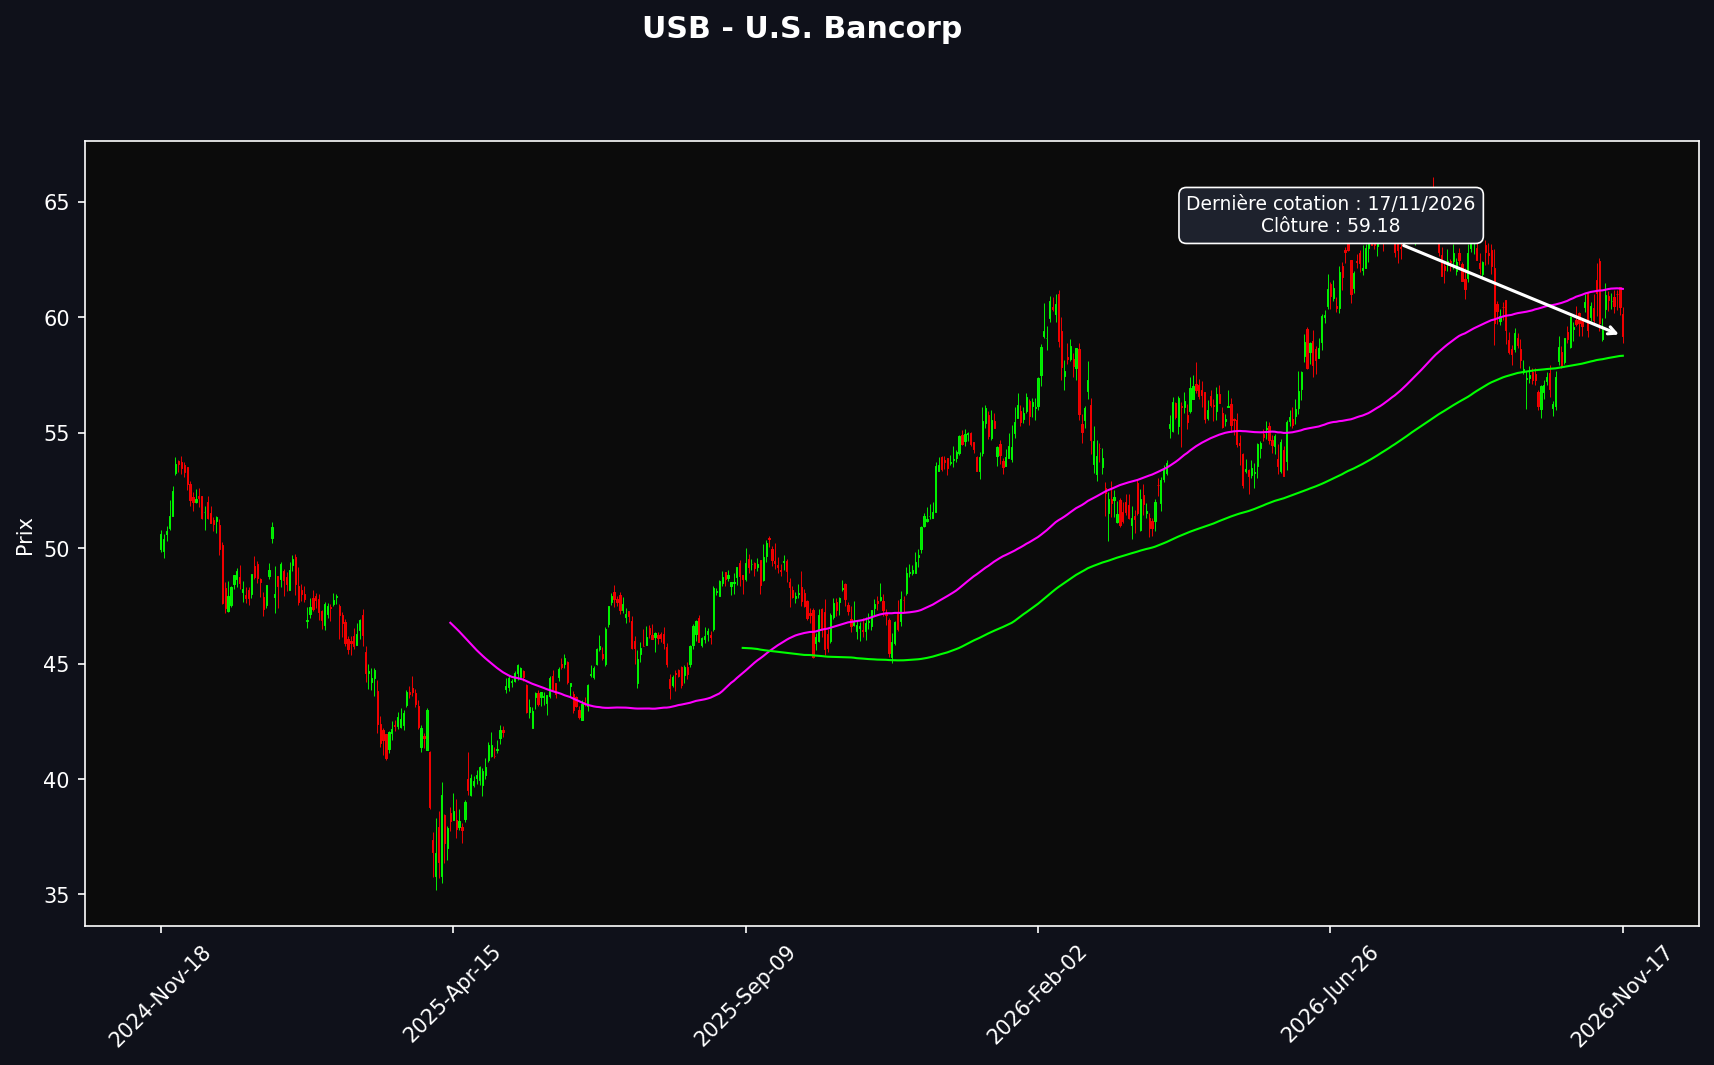 USB - U.S. Bancorp
Dernière cotation : 17/11/2026
Clôture : 59.18
Prix
65
60
55
50
45
40
35
2024-Nov-18
2025-Apr-15
2025-Sep-09
2026-Feb-02
2026-Jun-26
2026-Nov-17